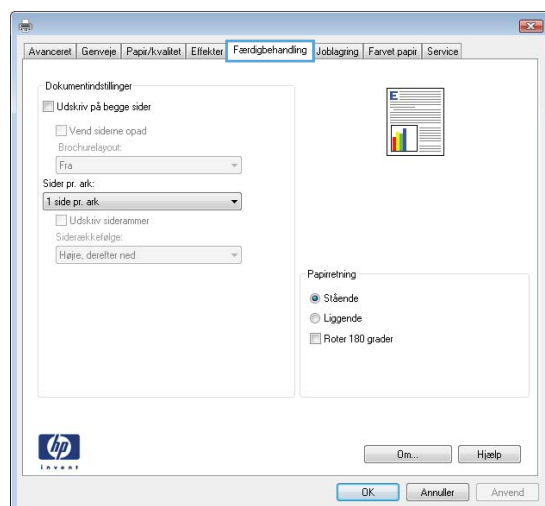 Avanceret Genveje Papir/kvalitet Effekter Færdigbehandling Joblagring Farvet papir Service
Dokumentindstillinger
Udskriv på begge sider
Vend siderne opad
Brochurelayout:
Fra
Sider pr. ark:
1 side pr. ark
Udskriv siderammer
Siderækkefølge:
Højre, derefter ned
E
Papirretning
Stående
Liggende
Roter 180 grader
hp
invent
Om...
Hjælp
OK
Annuller
Anvend